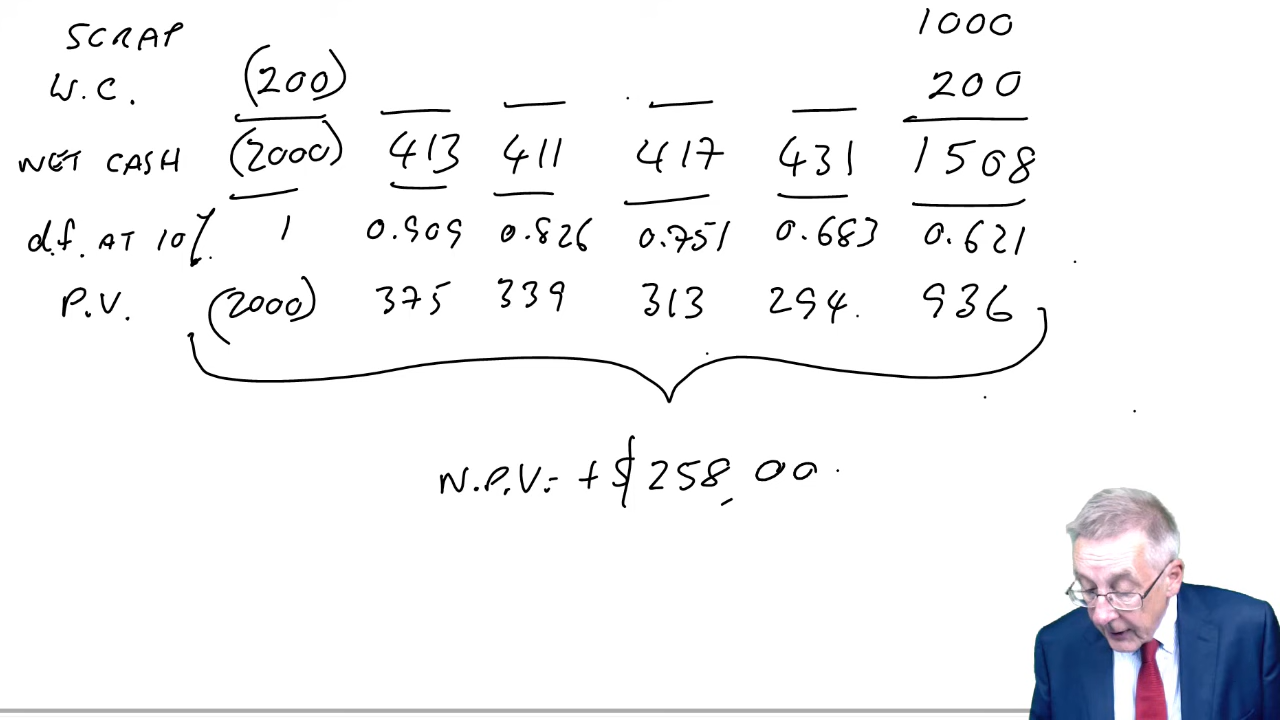 SCRAP 1000
W.C. (200) 200
NET CASH (2000) 413 411 417 431 1508
d.f. AT 10% 1 0.909 0.826 0.751 0.683 0.621
P.V. (2000) 375 339 313 294 936
N.P.V. = + $258,00